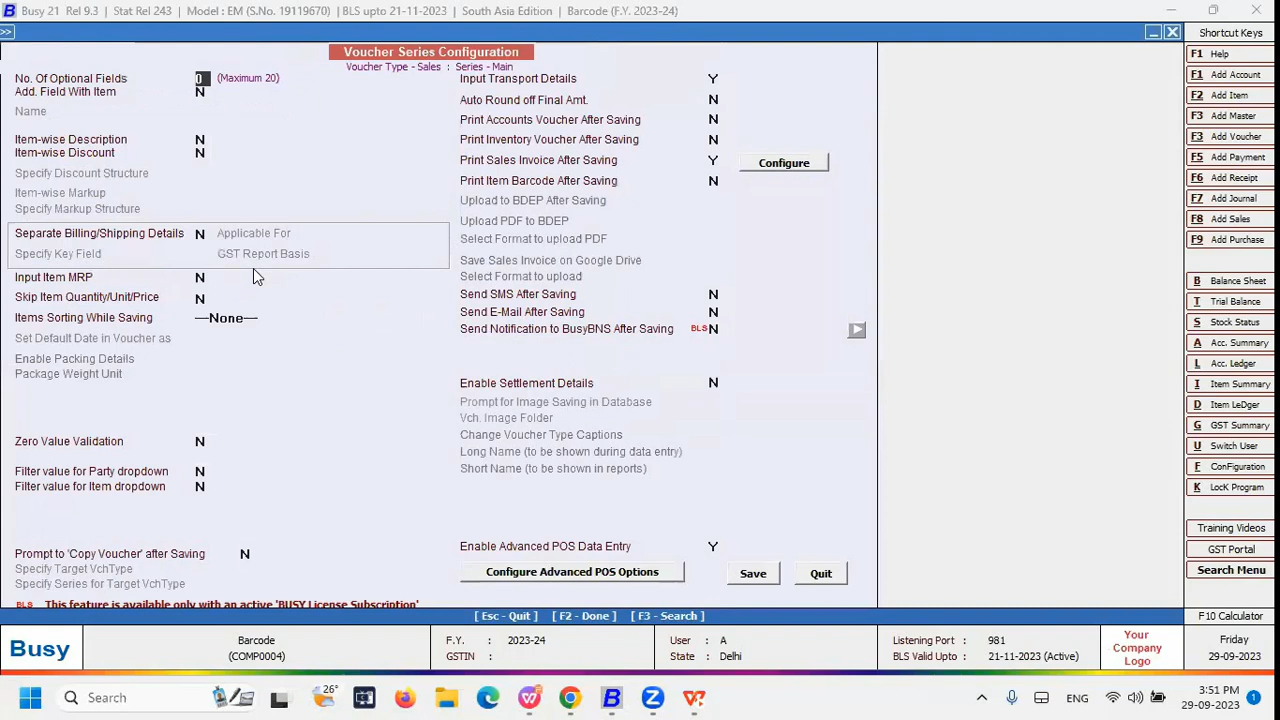 Busy 21 Rel 9.3 | Stat Rel 243 | Model : EM (S.No. 19119670) | BLS upto 21-11-2023 | South Asia Edition | Barcode (F.Y. 2023-24)
>>
Voucher Series Configuration
Voucher Type - Sales : Series - Main
No. Of Optional Fields 0 (Maximum 20)
Add. Field With Item N
Name
Item-wise Description N
Item-wise Discount N
Specify Discount Structure
Item-wise Markup
Specify Markup Structure
Separate Billing/Shipping Details N Applicable For
Specify Key Field GST Report Basis
Input Item MRP N
Skip Item Quantity/Unit/Price N
Items Sorting While Saving —None—
Set Default Date in Voucher as
Enable Packing Details
Package Weight Unit
Zero Value Validation N
Filter value for Party dropdown N
Filter value for Item dropdown N
Prompt to 'Copy Voucher' after Saving N
Specify Target VchType
Specify Series for Target VchType
BLS This feature is available only with an active 'BUSY License Subscription'
Input Transport Details Y
Auto Round off Final Amt. N
Print Accounts Voucher After Saving N
Print Inventory Voucher After Saving N
Print Sales Invoice After Saving Y Configure
Print Item Barcode After Saving N
Upload to BDEP After Saving
Upload PDF to BDEP
Select Format to upload PDF
Save Sales Invoice on Google Drive
Select Format to upload
Send SMS After Saving N
Send E-Mail After Saving N
Send Notification to BusyBNS After Saving BLS N
Enable Settlement Details N
Prompt for Image Saving in Database
Vch. Image Folder
Change Voucher Type Captions
Long Name (to be shown during data entry)
Short Name (to be shown in reports)
Enable Advanced POS Data Entry Y
Configure Advanced POS Options Save Quit
[ Esc - Quit ] [ F2 - Done ] [ F3 - Search ]
Shortcut Keys
F1 Help
F1 Add Account
F2 Add Item
F3 Add Master
F3 Add Voucher
F5 Add Payment
F6 Add Receipt
F7 Add Journal
F8 Add Sales
F9 Add Purchase
B Balance Sheet
T Trial Balance
S Stock Status
A Acc. Summary
L Acc. Ledger
I Item Summary
D Item LeDger
G GST Summary
U Switch User
F ConFiguration
K LocK Program
Training Videos
GST Portal
Search Menu
F10 Calculator
Busy
Barcode
(COMP0004)
F.Y. : 2023-24
GSTIN :
User : A
State : Delhi
Listening Port : 981
BLS Valid Upto : 21-11-2023 (Active)
Your
Company
Logo
Friday
29-09-2023
Search
26°
ENG
3:51 PM
29-09-2023
1